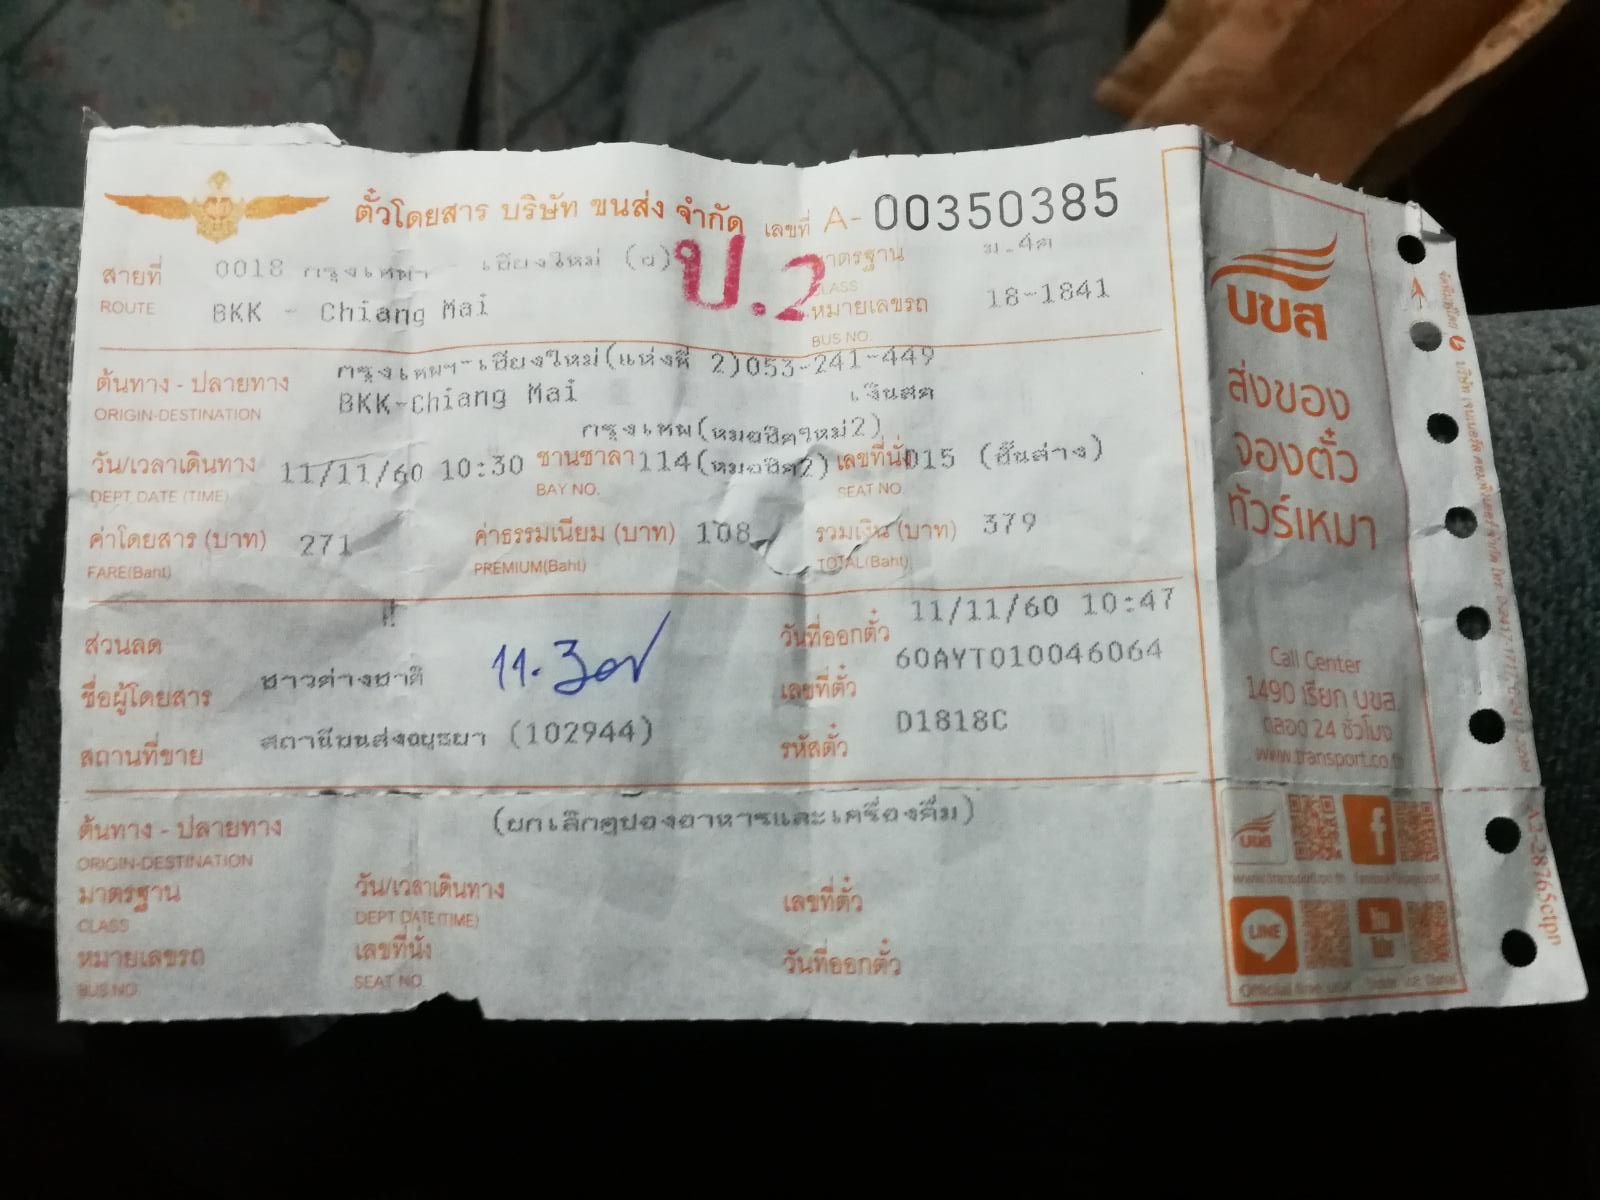 ตั๋วโดยสาร บริษัท ขนส่ง จำกัด เลขที่ A-00350385
สายที่ 0018 กรุงเทพฯ - เชียงใหม่ (ข) มาตรฐาน ม.4ค
ป.2
ROUTE BKK - Chiang Mai CLASS
หมายเลขรถ 18-1841
BUS NO.
ต้นทาง - ปลายทาง กรุงเทพฯ-เชียงใหม่(แห่งที่ 2)053-241-449
ORIGIN-DESTINATION BKK-Chiang Mai เงินสด
กรุงเทพ(หมอชิตใหม่2)
วัน/เวลาเดินทาง 11/11/60 10:30 ชานชาลา 114(หมอชิต2) เลขที่นั่ง 015 (ชั้นล่าง)
DEPT DATE (TIME) BAY NO. SEAT NO.
ค่าโดยสาร (บาท) 271 ค่าธรรมเนียม (บาท) 108 รวมเงิน (บาท) 379
FARE(Baht) PREMIUM(Baht) TOTAL(Baht)
ส่วนลด วันที่ออกตั๋ว 11/11/60 10:47
ชื่อผู้โดยสาร ชาวต่างชาติ เลขที่ตั๋ว 60AYT010046064
สถานที่ขาย สถานีขนส่งอยุธยา (102944) รหัสตั๋ว D1818C
ต้นทาง - ปลายทาง (ยกเลิกคูปองอาหารและเครื่องดื่ม)
ORIGIN-DESTINATION
มาตรฐาน วัน/เวลาเดินทาง เลขที่ตั๋ว
CLASS DEPT DATE(TIME)
หมายเลขรถ เลขที่นั่ง วันที่ออกตั๋ว
BUS NO. SEAT NO.
บขส
ส่งของ
จองตั๋ว
ทัวร์เหมา
Call Center
1490 เรียก บขส.
ตลอด 24 ชั่วโมง
www.transport.co.th
บขส
f
LINE
A2-28765ctpn